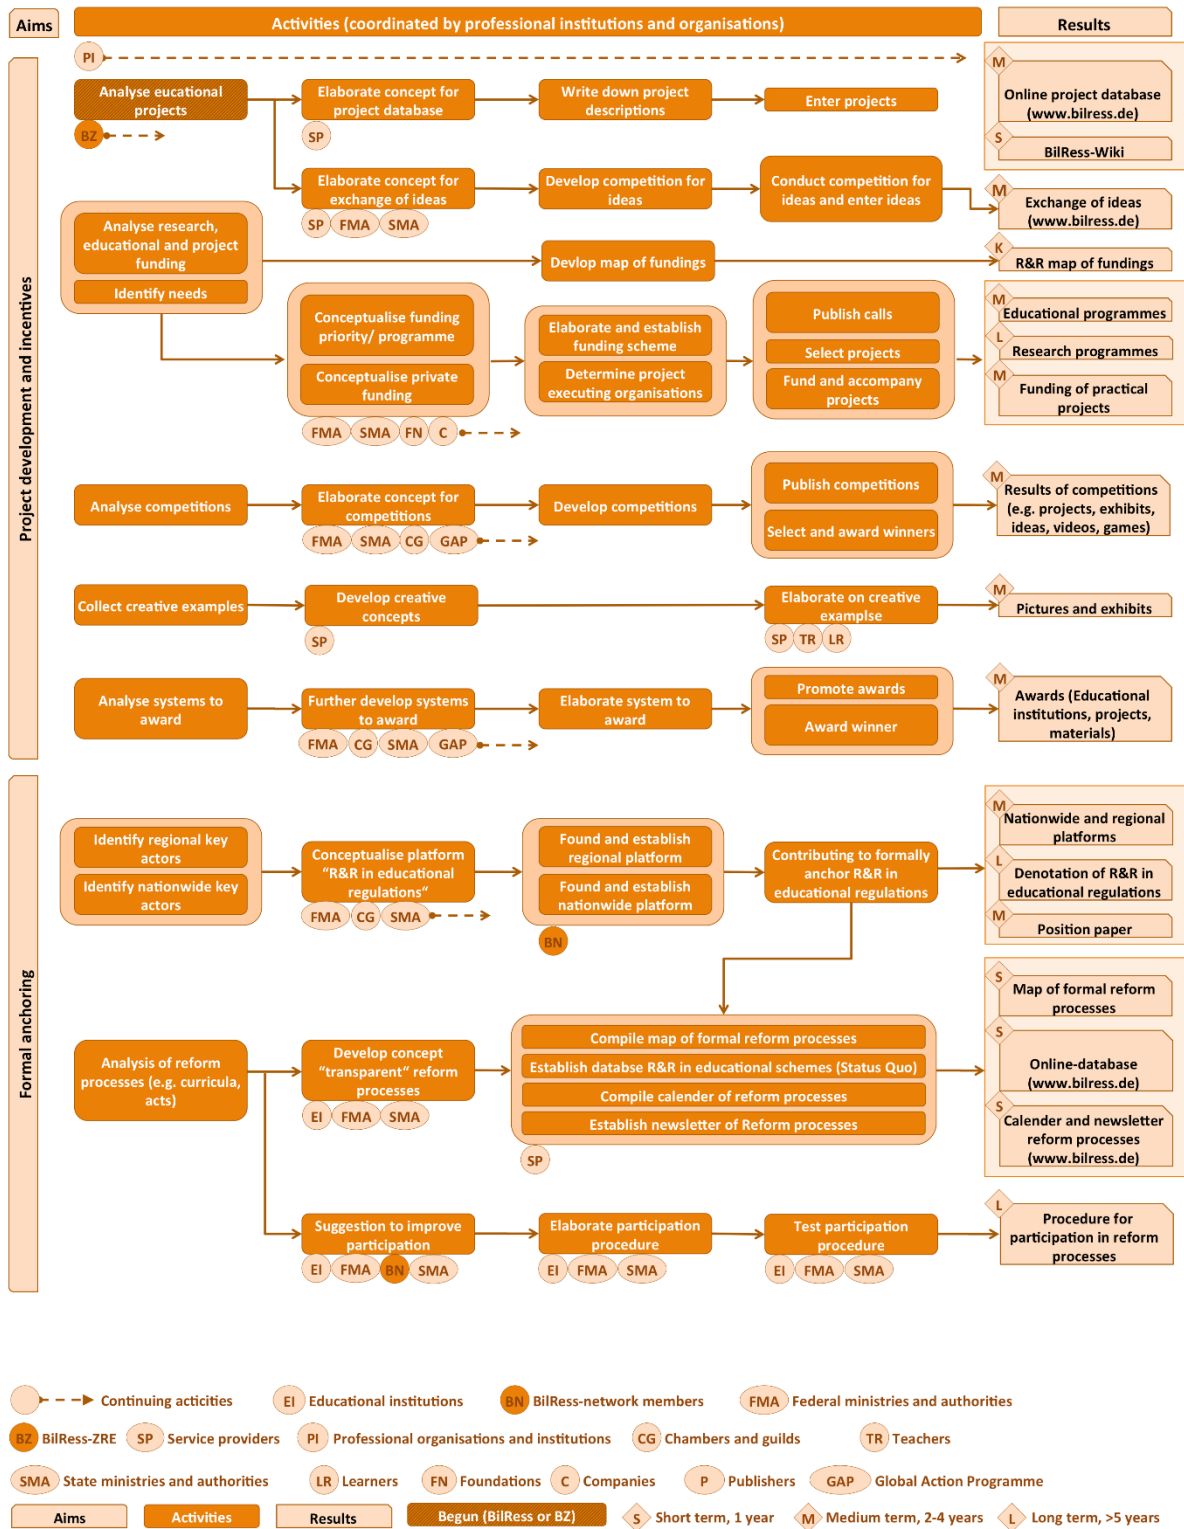 Aims
Activities (coordinated by professional institutions and organisations)
Results
Project development and incentives
PI
Analyse eucational
projects
BZ
Elaborate concept for
project database
SP
Write down project
descriptions
Enter projects
M
Online project database
(www.bilress.de)
S
BilRess-Wiki
Elaborate concept for
exchange of ideas
SP FMA SMA
Develop competition for
ideas
Conduct competition for
ideas and enter ideas
M
Exchange of ideas
(www.bilress.de)
Analyse research,
educational and project
funding
Identify needs
Devlop map of fundings
K
R&R map of fundings
Conceptualise funding
priority/ programme
Conceptualise private
funding
FMA SMA FN C
Elaborate and establish
funding scheme
Determine project
executing organisations
Publish calls
Select projects
Fund and accompany
projects
M
Educational programmes
L
Research programmes
M
Funding of practical
projects
Analyse competitions
Elaborate concept for
competitions
FMA SMA CG GAP
Develop competitions
Publish competitions
Select and award winners
M
Results of competitions
(e.g. projects, exhibits,
ideas, videos, games)
Collect creative examples
Develop creative
concepts
SP
Elaborate on creative
examplse
SP TR LR
M
Pictures and exhibits
Analyse systems to
award
Further develop systems
to award
FMA CG SMA GAP
Elaborate system to
award
Promote awards
Award winner
M
Awards (Educational
institutions, projects,
materials)
Formal anchoring
Identify regional key
actors
Identify nationwide key
actors
Conceptualise platform
"R&R in educational
regulations“
FMA CG SMA
Found and establish
regional platform
Found and establish
nationwide platform
BN
Contributing to formally
anchor R&R in
educational regulations
M
Nationwide and regional
platforms
L
Denotation of R&R in
educational regulations
M
Position paper
Analysis of reform
processes (e.g. curricula,
acts)
Develop concept
"transparent” reform
processes
EI FMA SMA
Compile map of formal reform processes
Establish databse R&R in educational schemes (Status Quo)
Compile calender of reform processes
Establish newsletter of Reform processes
SP
S
Map of formal reform
processes
S
Online-database
(www.bilress.de)
S
Calender and newsletter
reform processes
(www.bilress.de)
Suggestion to improve
participation
EI FMA BN SMA
Elaborate participation
procedure
EI FMA SMA
Test participation
procedure
EI FMA SMA
L
Procedure for
participation in reform
processes
Continuing acticities
EI Educational institutions
BN BilRess-network members
FMA Federal ministries and authorities
BZ BilRess-ZRE
SP Service providers
PI Professional organisations and institutions
CG Chambers and guilds
TR Teachers
SMA State ministries and authorities
LR Learners
FN Foundations
C Companies
P Publishers
GAP Global Action Programme
Aims
Activities
Results
Begun (BilRess or BZ)
S Short term, 1 year
M Medium term, 2-4 years
L Long term, >5 years